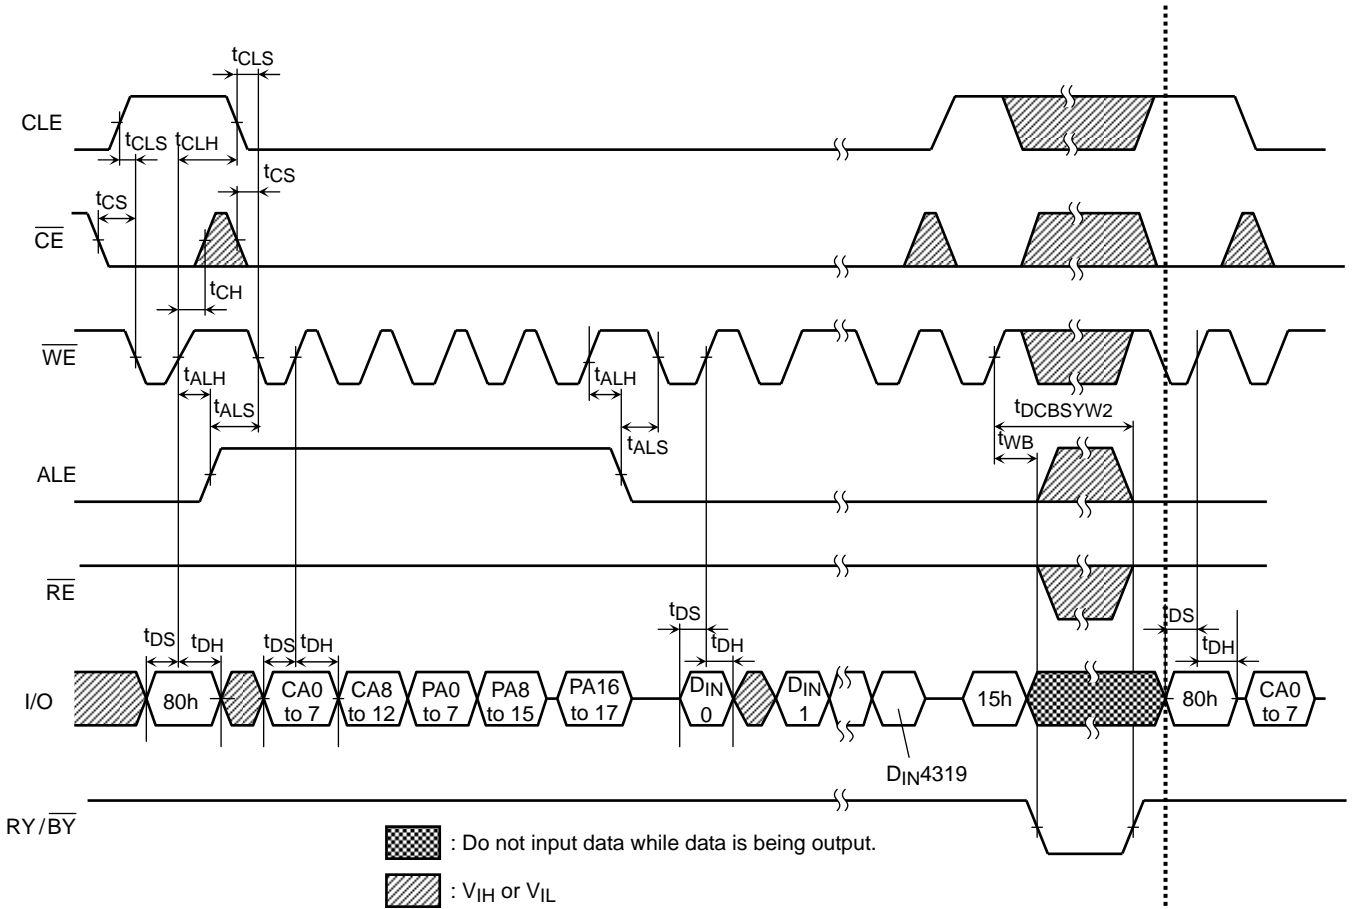 tCLS
CLE
tCLS
tCLH
tCS
tCS
CE
tCH
WE
tALH
tALS
tALH
tALS
tDCBSYW2
tWB
ALE
RE
tDS
tDH
tDS
tDH
tDS
tDH
tDS
tDH
I/O
80h
CA0
to 7
CA8
to 12
PA0
to 7
PA8
to 15
PA16
to 17
DIN
0
DIN
1
DIN4319
15h
80h
CA0
to 7
RY/BY
: Do not input data while data is being output.
: VIH or VIL